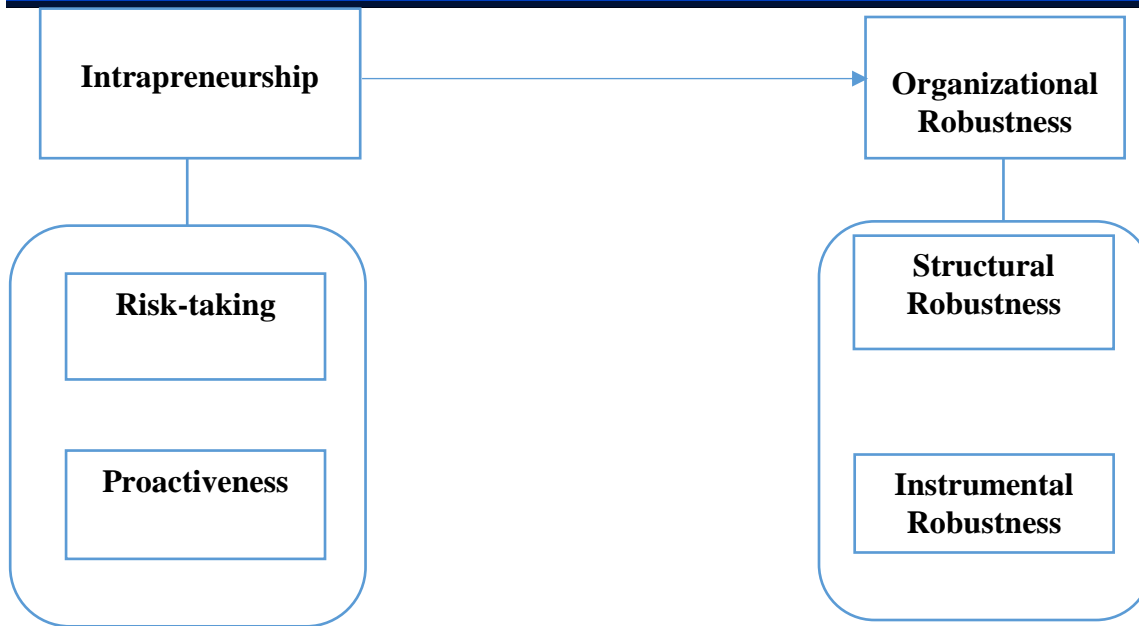 Intrapreneurship
Organizational
Robustness
Risk-taking
Proactiveness
Structural
Robustness
Instrumental
Robustness